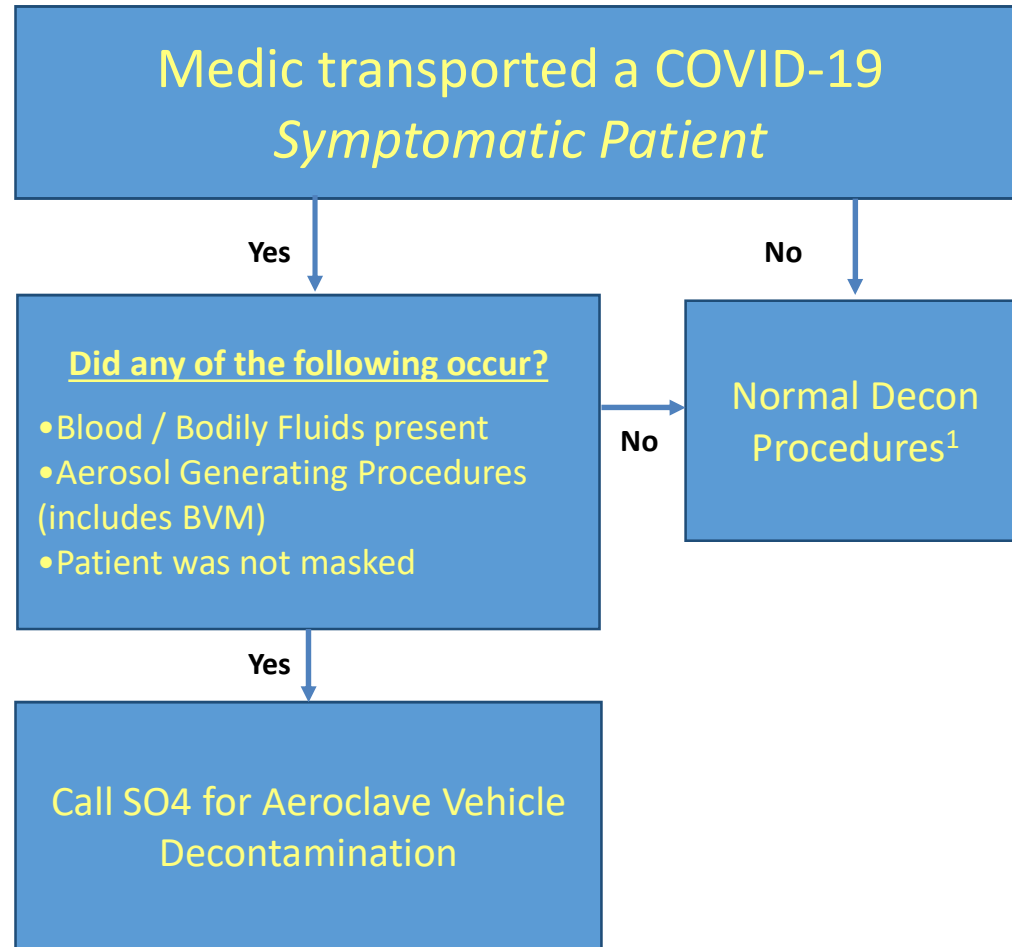 Medic transported a COVID-19
Symptomatic Patient
Yes
No
Did any of the following occur?
•Blood / Bodily Fluids present
•Aerosol Generating Procedures
(includes BVM)
•Patient was not masked
No
Normal Decon
Procedures¹
Yes
Call SO4 for Aeroclave Vehicle
Decontamination